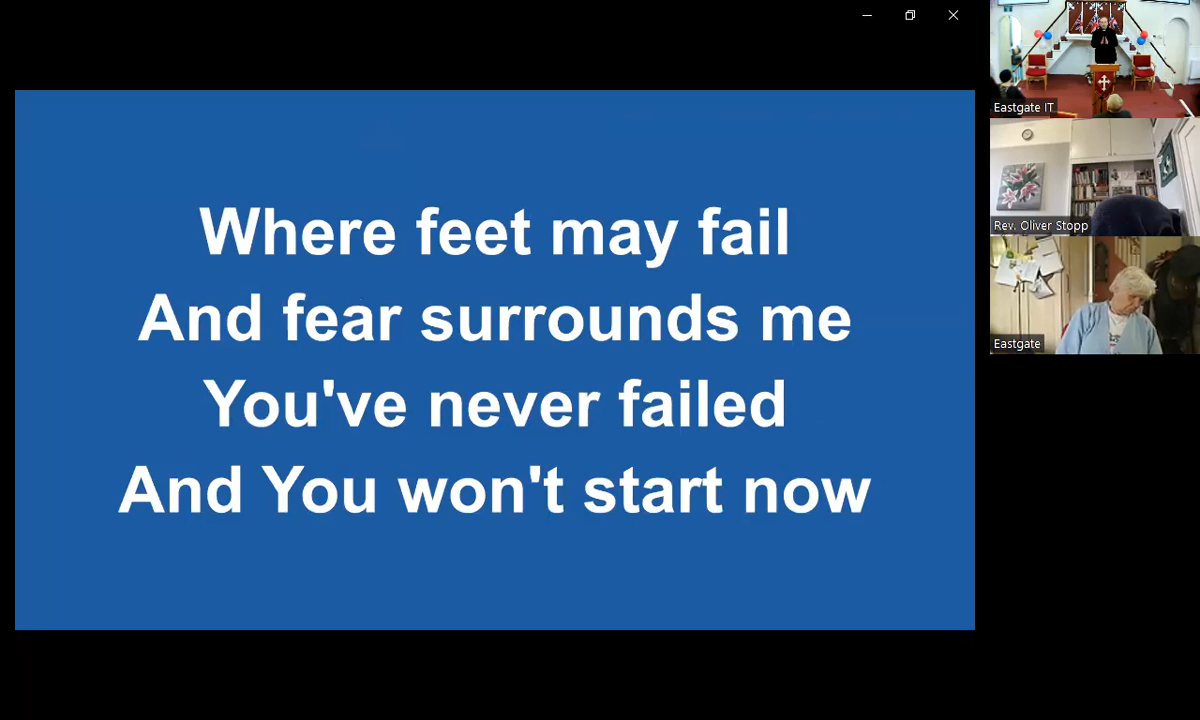 Where feet may fail
And fear surrounds me
You've never failed
And You won't start now
Eastgate IT
Rev. Oliver Stopp
Eastgate